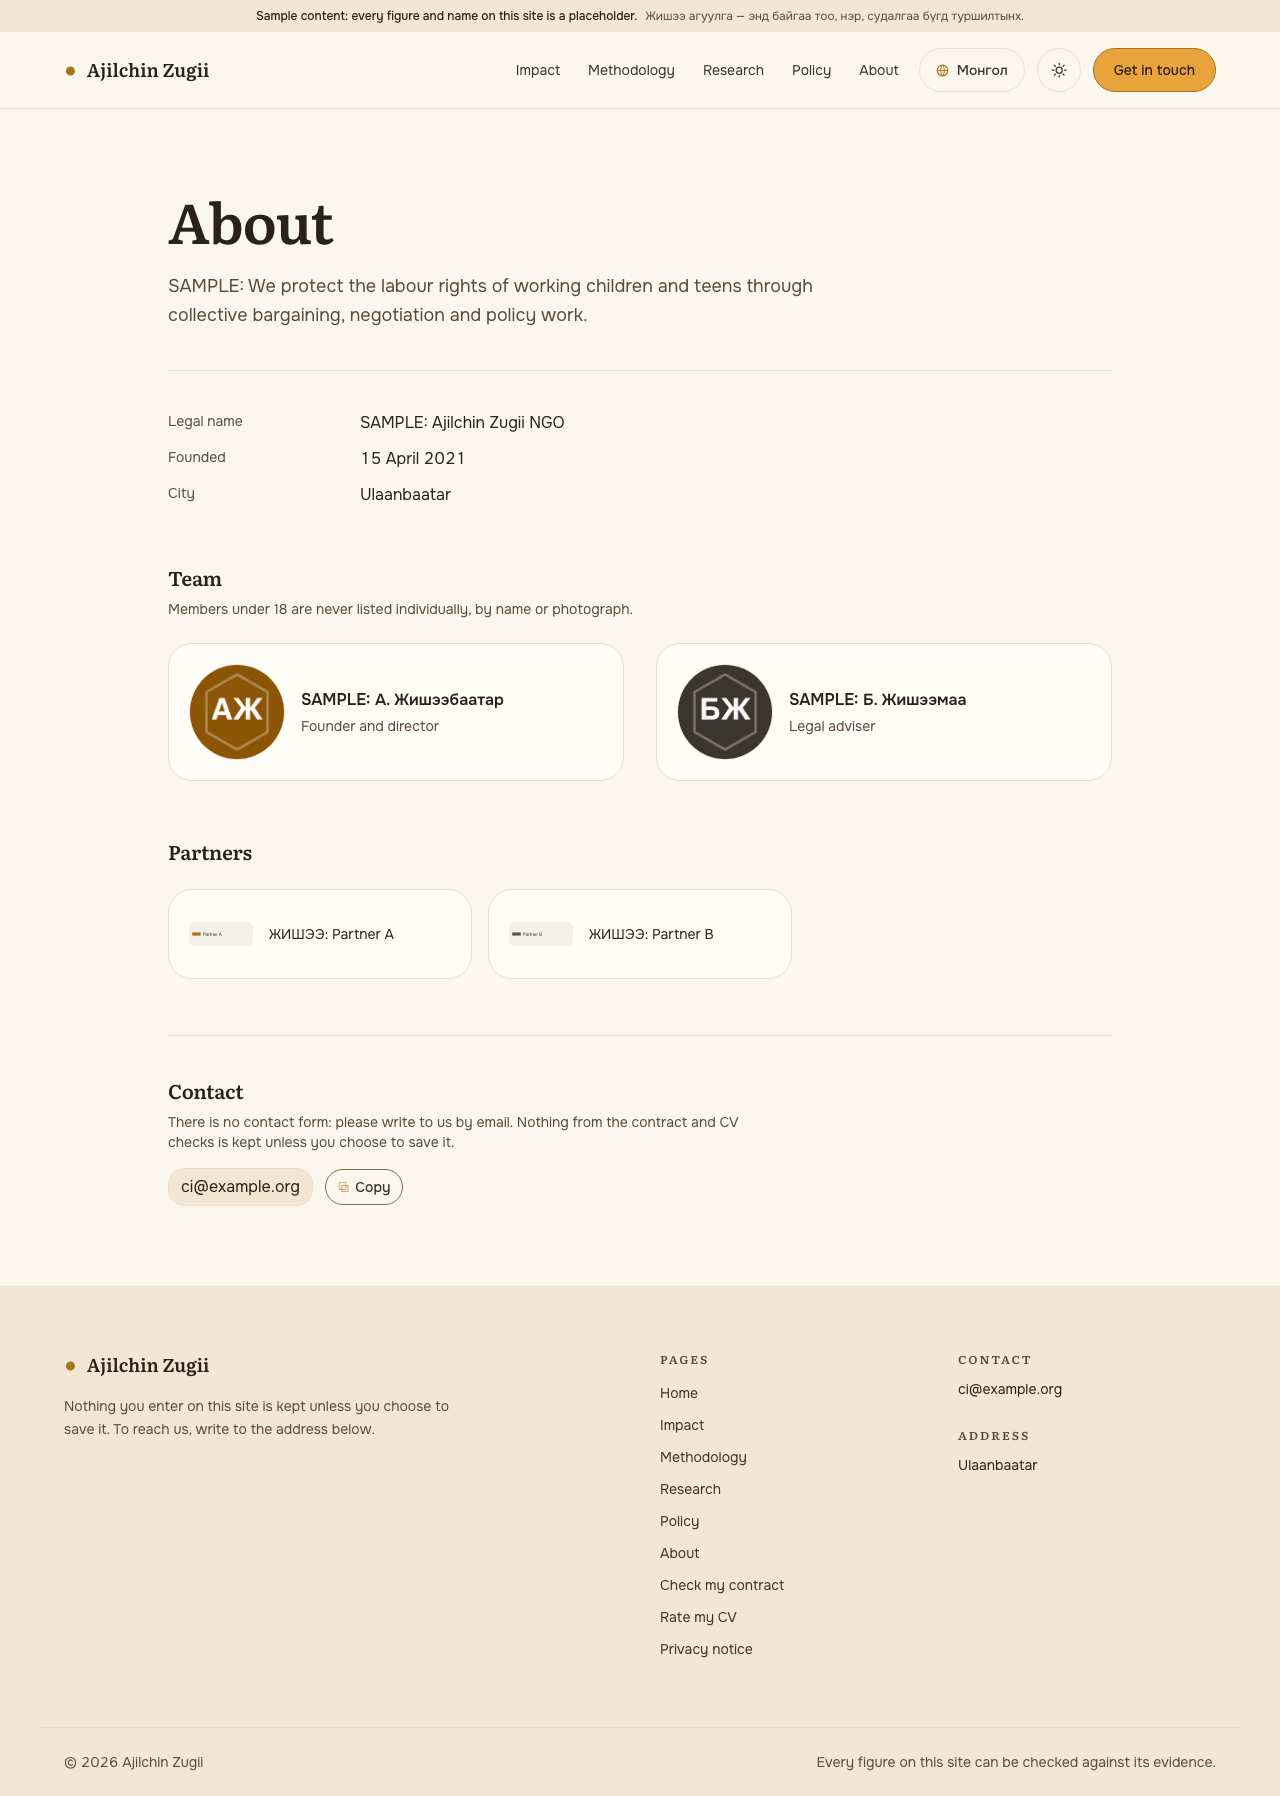 Sample content: every figure and name on this site is a placeholder. Жишээ агуулга — энд байгаа тоо, нэр, судалгаа бүгд туршилтынх.
Ajilchin Zugii
Impact Methodology Research Policy About Монгол Get in touch
About
SAMPLE: We protect the labour rights of working children and teens through
collective bargaining, negotiation and policy work.
Legal name SAMPLE: Ajilchin Zugii NGO
Founded 15 April 2021
City Ulaanbaatar
Team
Members under 18 are never listed individually, by name or photograph.
АЖ
SAMPLE: А. Жишээбаатар
Founder and director
БЖ
SAMPLE: Б. Жишээмаа
Legal adviser
Partners
Partner A
ЖИШЭЭ: Partner A
Partner B
ЖИШЭЭ: Partner B
Contact
There is no contact form: please write to us by email. Nothing from the contract and CV
checks is kept unless you choose to save it.
ci@example.org Copy
Ajilchin Zugii
Nothing you enter on this site is kept unless you choose to
save it. To reach us, write to the address below.
PAGES
Home
Impact
Methodology
Research
Policy
About
Check my contract
Rate my CV
Privacy notice
CONTACT
ci@example.org
ADDRESS
Ulaanbaatar
© 2026 Ajilchin Zugii
Every figure on this site can be checked against its evidence.